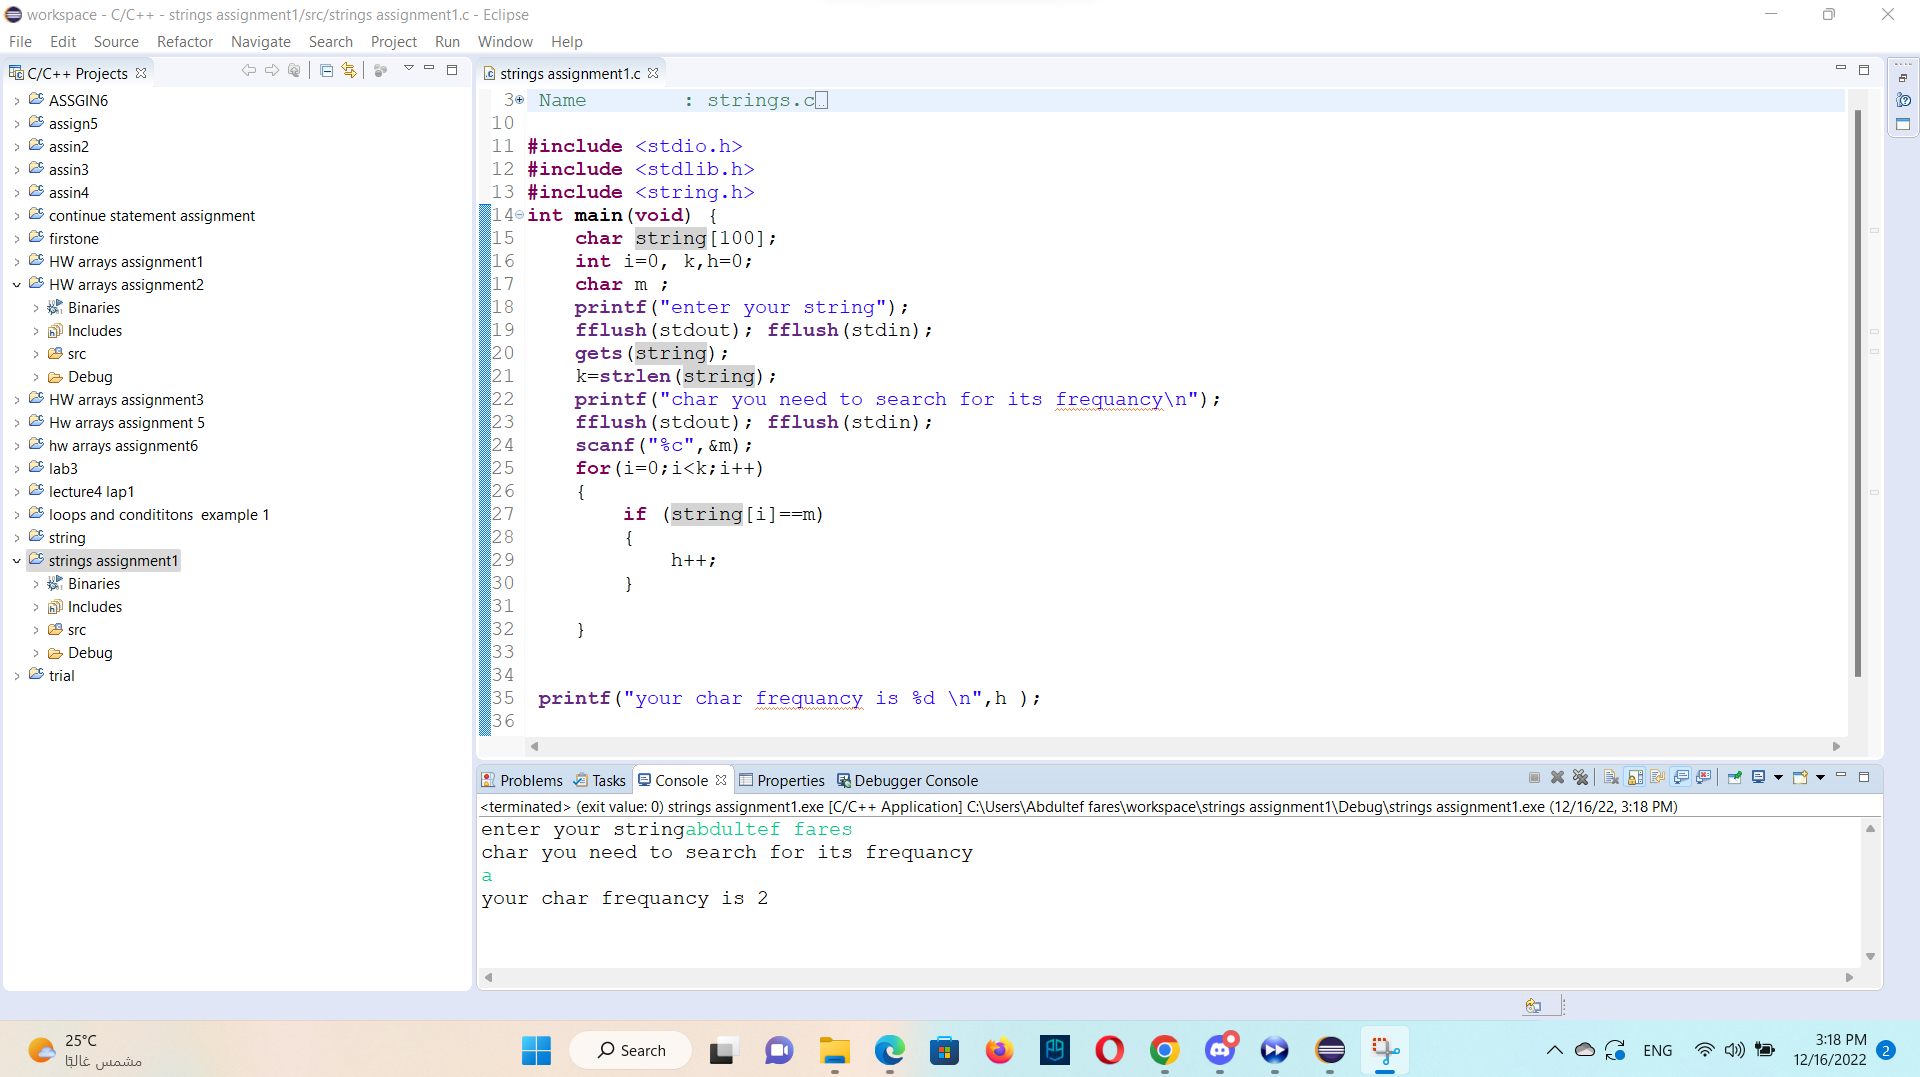 workspace - C/C++ - strings assignment1/src/strings assignment1.c - Eclipse
File Edit Source Refactor Navigate Search Project Run Window Help
C/C++ Projects
ASSGIN6
assign5
assin2
assin3
assin4
continue statement assignment
firstone
HW arrays assignment1
HW arrays assignment2
Binaries
Includes
src
Debug
HW arrays assignment3
Hw arrays assignment 5
hw arrays assignment6
lab3
lecture4 lap1
loops and condititons  example 1
string
strings assignment1
Binaries
Includes
src
Debug
trial
strings assignment1.c
3 Name        : strings.c
10
11 #include <stdio.h>
12 #include <stdlib.h>
13 #include <string.h>
14 int main(void) {
15     char string[100];
16     int i=0, k,h=0;
17     char m ;
18     printf("enter your string");
19     fflush(stdout); fflush(stdin);
20     gets(string);
21     k=strlen(string);
22     printf("char you need to search for its frequancy\n");
23     fflush(stdout); fflush(stdin);
24     scanf("%c",&m);
25     for(i=0;i<k;i++)
26     {
27         if (string[i]==m)
28         {
29             h++;
30         }
31
32     }
33
34
35  printf("your char frequancy is %d \n",h );
36
Problems Tasks Console Properties Debugger Console
<terminated> (exit value: 0) strings assignment1.exe [C/C++ Application] C:\Users\Abdultef fares\workspace\strings assignment1\Debug\strings assignment1.exe (12/16/22, 3:18 PM)
enter your stringabdultef fares
char you need to search for its frequancy
a
your char frequancy is 2
25°C
مشمس غالبًا
Search
ENG
3:18 PM
12/16/2022
2